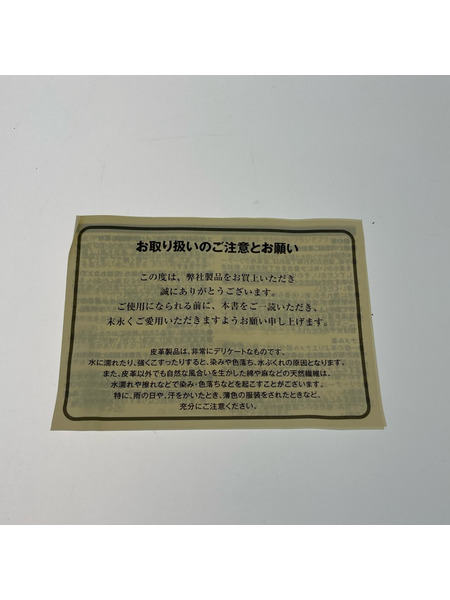 お取り扱いのご注意とお願い
この度は、弊社製品をお買上いただき
誠にありがとうございます。
ご使用になられる前に、本書をご一読いただき、
末永くご愛用いただきますようお願い申し上げます。
皮革製品は、非常にデリケートなものです。
水に濡れたり、強くこすったりすると、染みや色落ち、水ぶくれの原因となります。
また、皮革以外でも自然な風合いを生かした綿や麻などの天然繊維は、
水濡れや擦れなどで染み・色落ちなどを起こすことがございます。
特に、雨の日や、汗をかいたとき、薄色の服装をされたときなど、
充分にご注意ください。